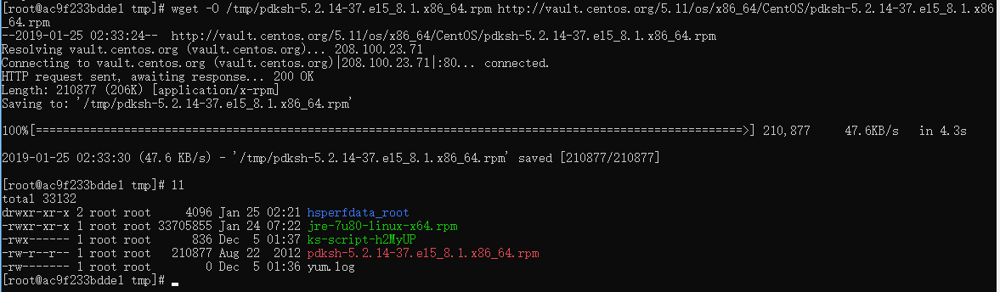 [root@ac9f233bdde1 tmp]# wget -O /tmp/pdksh-5.2.14-37.el5_8.1.x86_64.rpm http://vault.centos.org/5.11/os/x86_64/CentOS/pdksh-5.2.14-37.el5_8.1.x86
_64.rpm
--2019-01-25 02:33:24--  http://vault.centos.org/5.11/os/x86_64/CentOS/pdksh-5.2.14-37.el5_8.1.x86_64.rpm
Resolving vault.centos.org (vault.centos.org)... 208.100.23.71
Connecting to vault.centos.org (vault.centos.org)|208.100.23.71|:80... connected.
HTTP request sent, awaiting response... 200 OK
Length: 210877 (206K) [application/x-rpm]
Saving to: '/tmp/pdksh-5.2.14-37.el5_8.1.x86_64.rpm'
100%[========================================================================================================>] 210,877     47.6KB/s   in 4.3s
2019-01-25 02:33:30 (47.6 KB/s) - '/tmp/pdksh-5.2.14-37.el5_8.1.x86_64.rpm' saved [210877/210877]
[root@ac9f233bdde1 tmp]# ll
total 33132
drwxr-xr-x 2 root root     4096 Jan 25 02:21 hsperfdata_root
-rwxr-xr-x 1 root root 33705855 Jan 24 07:22 jre-7u80-linux-x64.rpm
-rwx------ 1 root root      836 Dec  5 01:37 ks-script-h2MyUP
-rw-r--r-- 1 root root   210877 Aug 22  2012 pdksh-5.2.14-37.el5_8.1.x86_64.rpm
-rw------- 1 root root        0 Dec  5 01:36 yum.log
[root@ac9f233bdde1 tmp]#